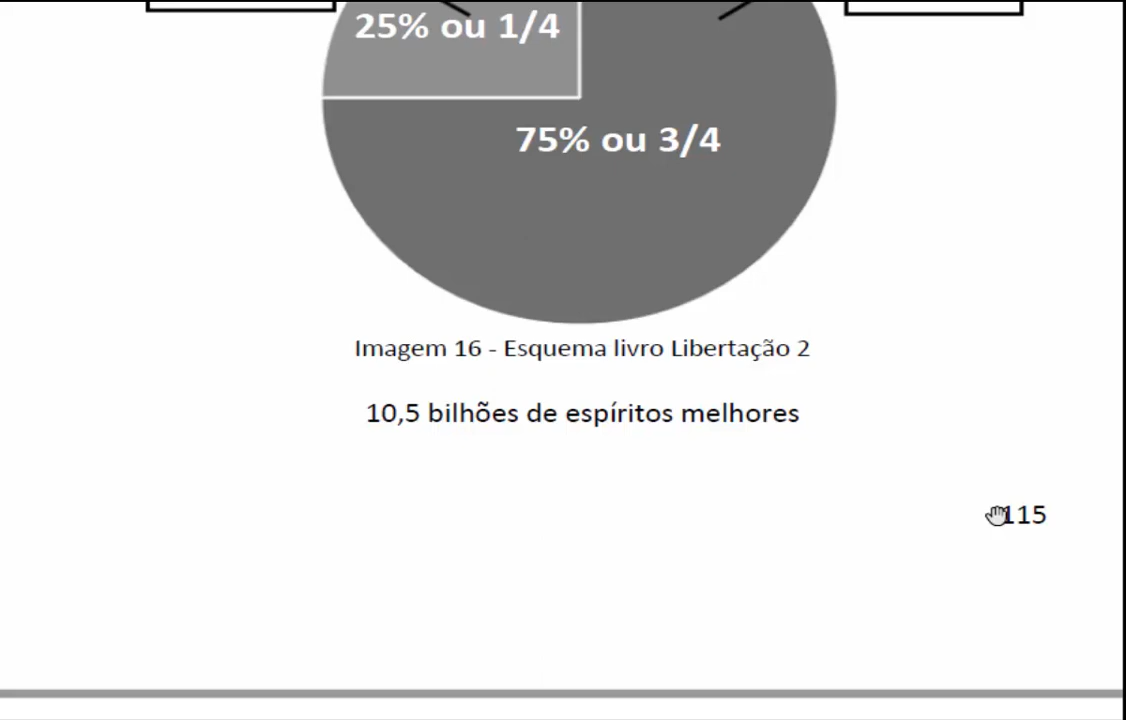 25% ou 1/4
75% ou 3/4
Imagem 16 - Esquema livro Libertação 2
10,5 bilhões de espíritos melhores
115